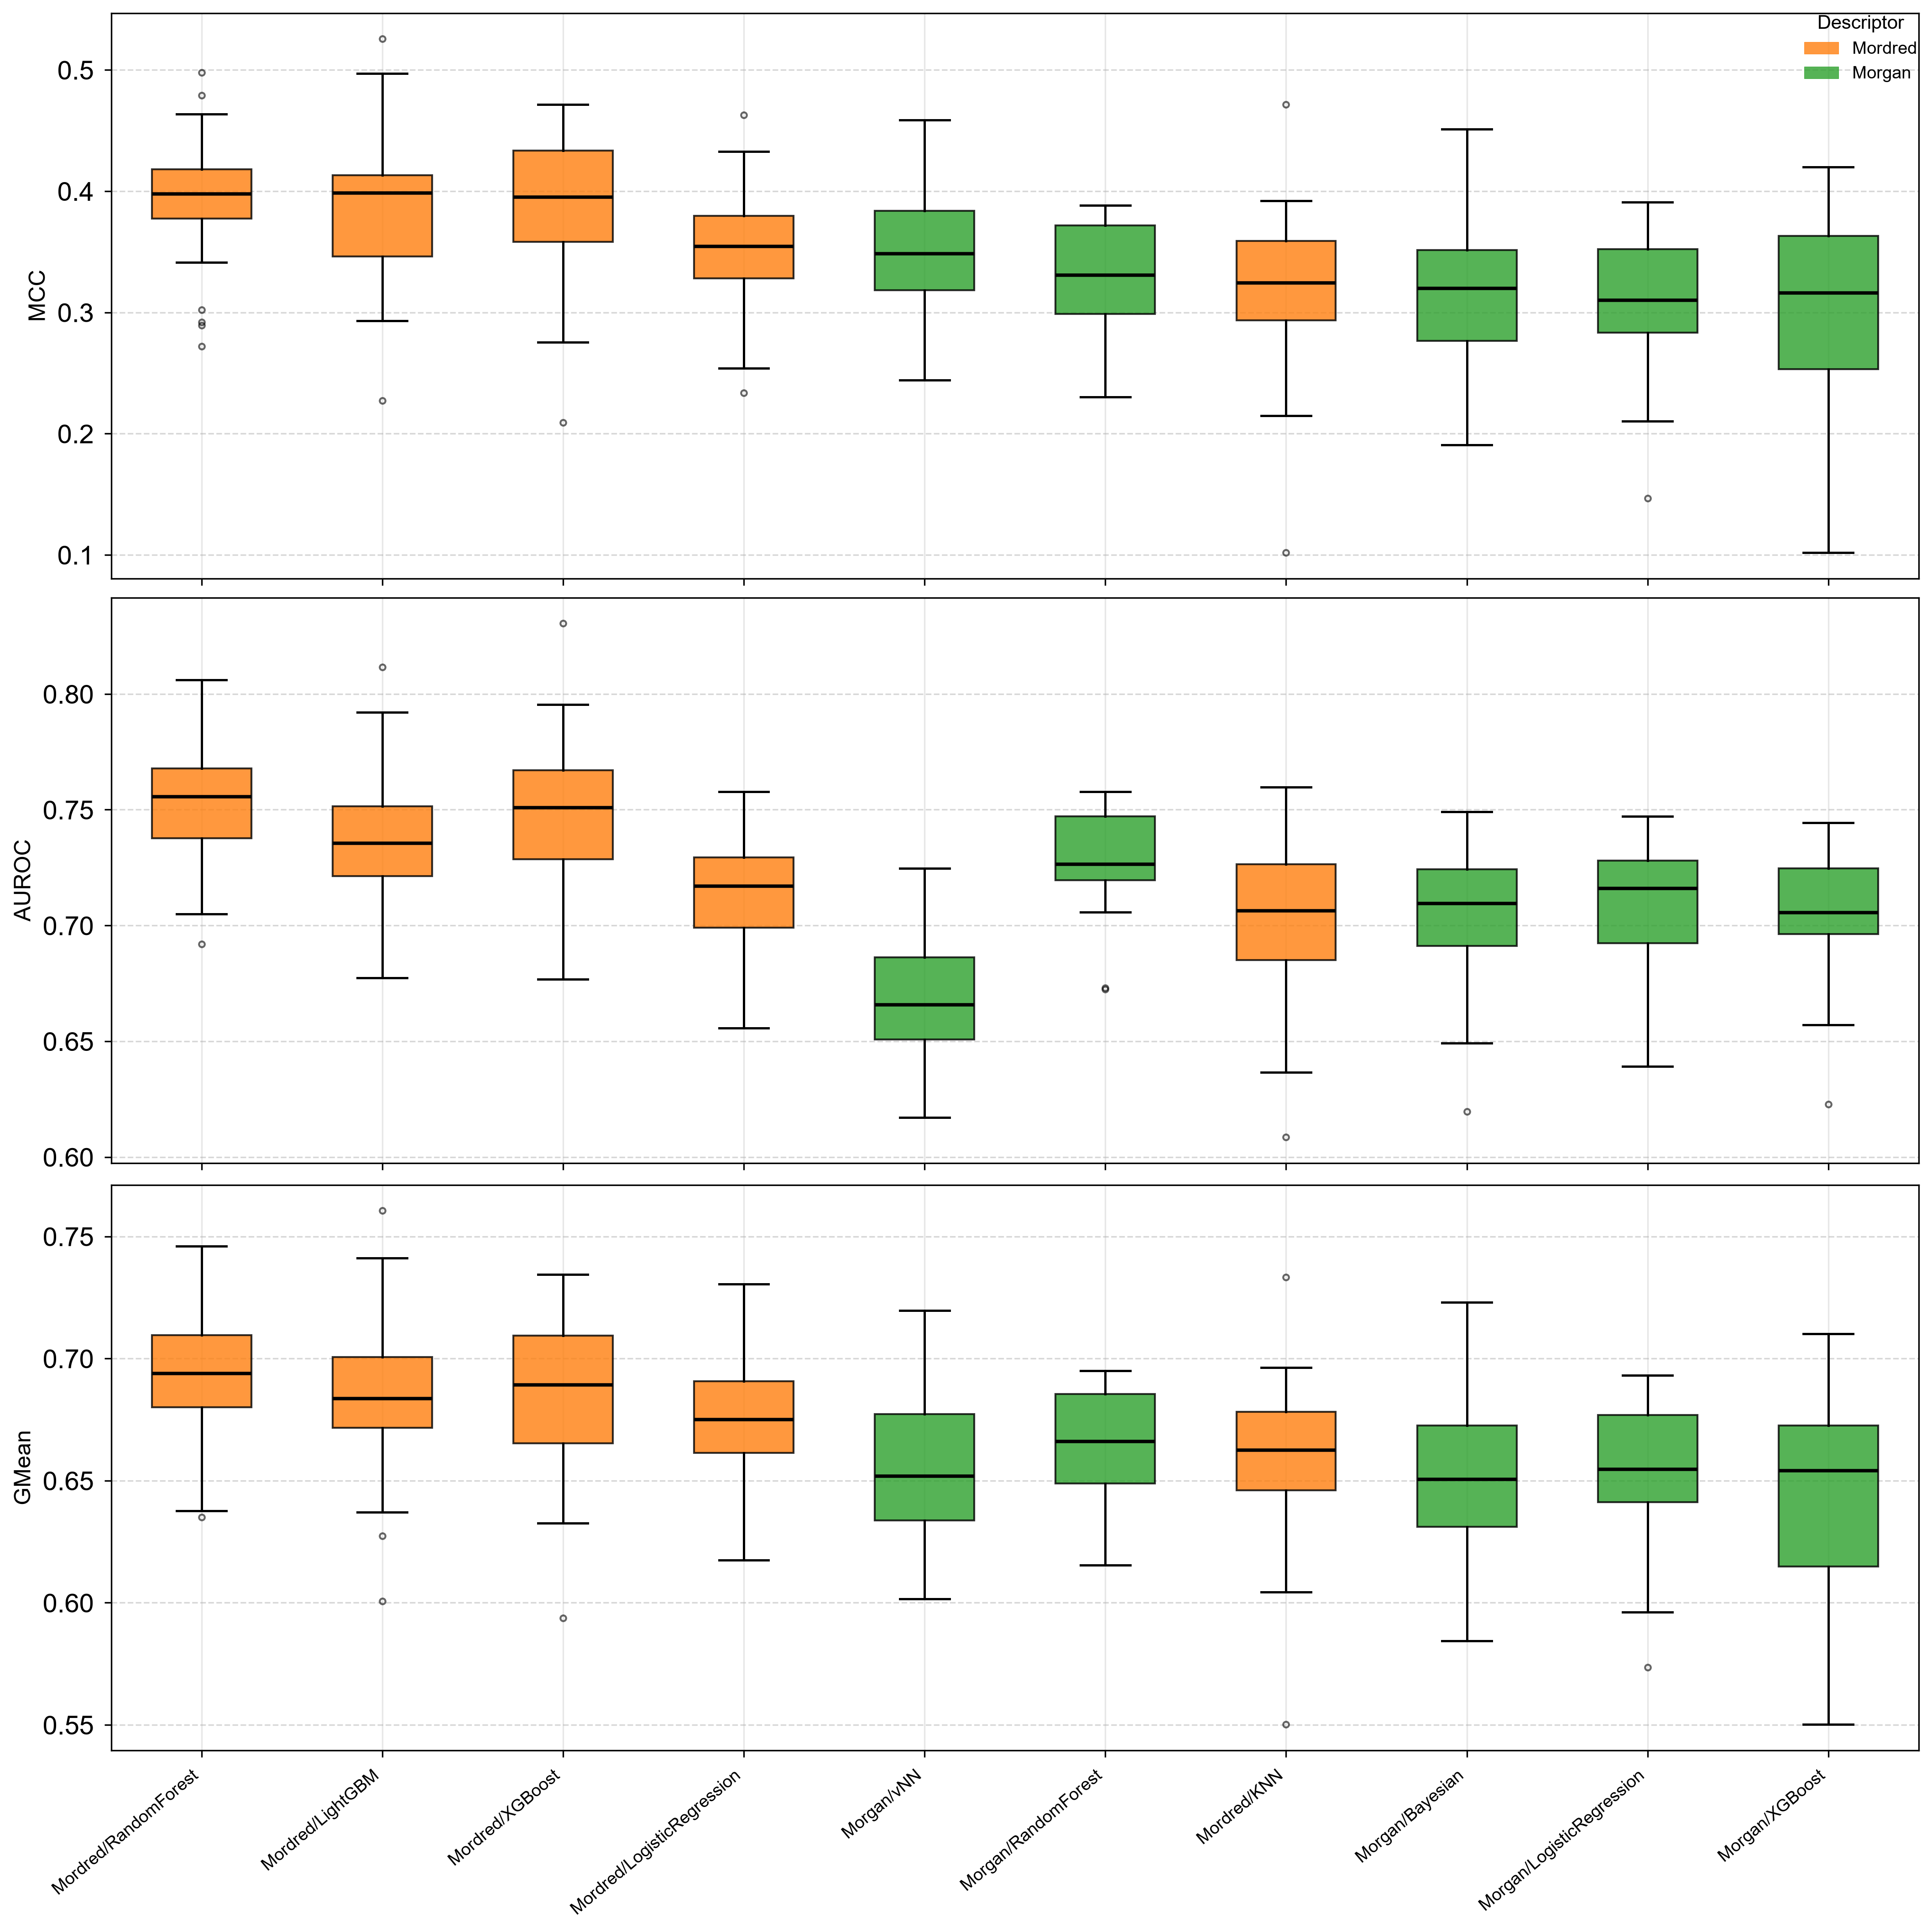 Descriptor
Mordred
Morgan
0.5
0.4
0.3
0.2
0.1
MCC
0.80
0.75
0.70
0.65
0.60
AUROC
0.75
0.70
0.65
0.60
0.55
GMean
Mordred/RandomForest
Mordred/LightGBM
Mordred/XGBoost
Mordred/LogisticRegression
Morgan/vNN
Morgan/RandomForest
Mordred/KNN
Morgan/Bayesian
Morgan/LogisticRegression
Morgan/XGBoost